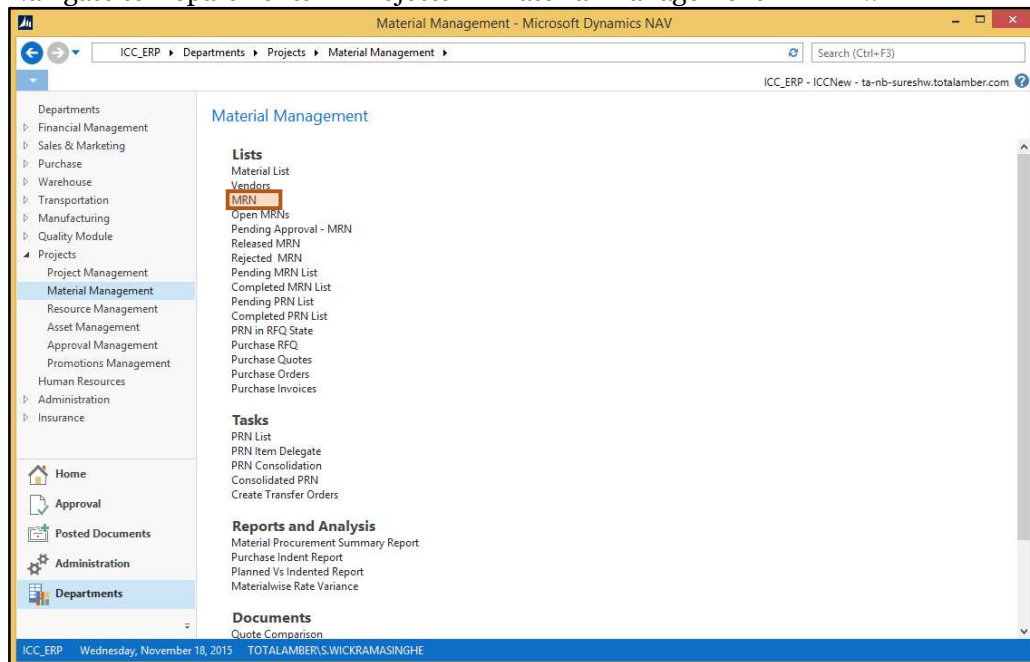 Material Management - Microsoft Dynamics NAV
ICC_ERP Departments Projects Material Management
Search (Ctrl+F3)
ICC_ERP - ICCNew - ta-nb-sureshw.totalamber.com
Departments
Financial Management
Sales & Marketing
Purchase
Warehouse
Transportation
Manufacturing
Quality Module
Projects
Project Management
Material Management
Resource Management
Asset Management
Approval Management
Promotions Management
Human Resources
Administration
Insurance
Home
Approval
Posted Documents
Administration
Departments
Material Management
Lists
Material List
Vendors
MRN
Open MRNs
Pending Approval - MRN
Released MRN
Rejected MRN
Pending MRN List
Completed MRN List
Pending PRN List
Completed PRN List
PRN in RFQ State
Purchase RFQ
Purchase Quotes
Purchase Orders
Purchase Invoices
Tasks
PRN List
PRN Item Delegate
PRN Consolidation
Consolidated PRN
Create Transfer Orders
Reports and Analysis
Material Procurement Summary Report
Purchase Indent Report
Planned Vs Indented Report
Materialwise Rate Variance
Documents
Quote Comparison
ICC_ERP Wednesday, November 18, 2015 TOTALAMBER\S.WICKRAMASINGHE